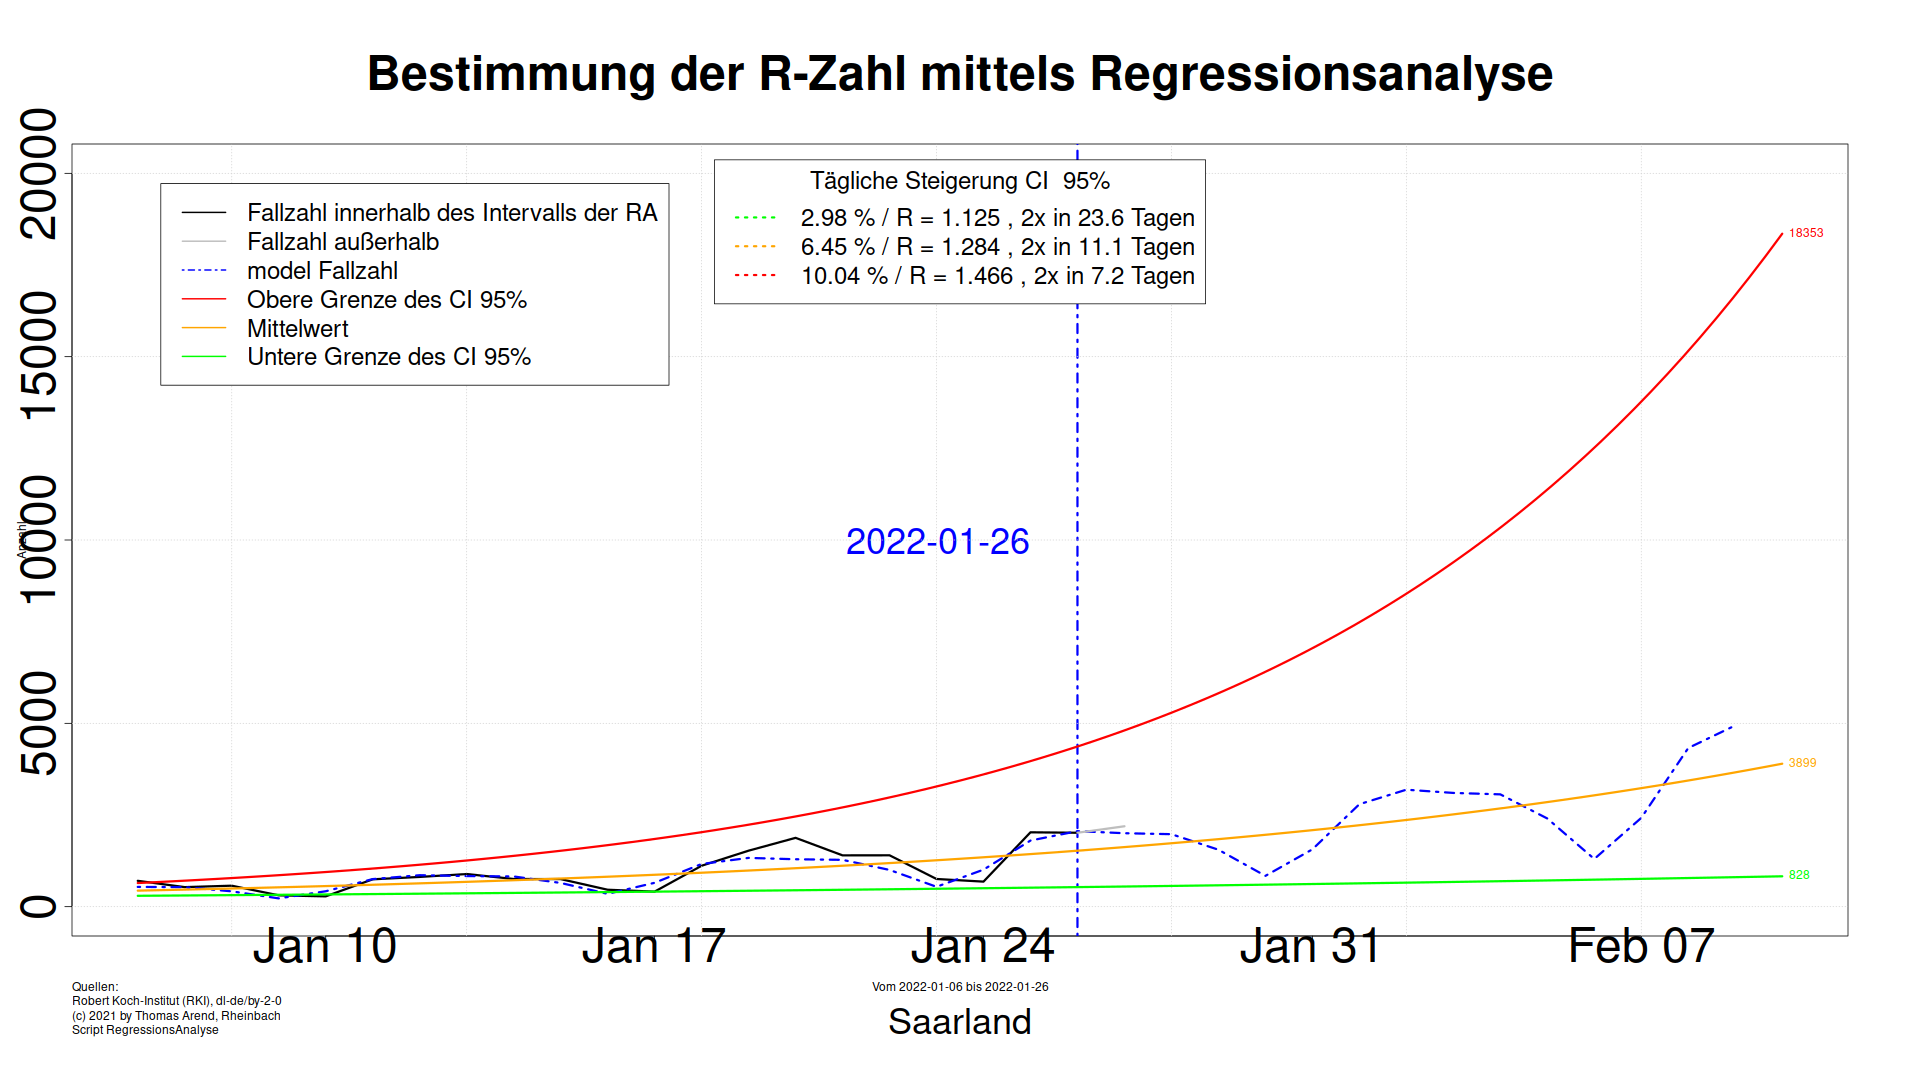 Bestimmung der R-Zahl mittels Regressionsanalyse
20000
15000
10000
5000
0
Anzahl
Fallzahl innerhalb des Intervalls der RA
Fallzahl außerhalb
model Fallzahl
Obere Grenze des CI 95%
Mittelwert
Untere Grenze des CI 95%
Tägliche Steigerung CI  95%
2.98 % / R = 1.125 , 2x in 23.6 Tagen
6.45 % / R = 1.284 , 2x in 11.1 Tagen
10.04 % / R = 1.466 , 2x in 7.2 Tagen
18353
2022-01-26
3899
828
Jan 10
Jan 17
Jan 24
Jan 31
Feb 07
Quellen:
Robert Koch-Institut (RKI), dl-de/by-2-0
(c) 2021 by Thomas Arend, Rheinbach
Script RegressionsAnalyse
Vom 2022-01-06 bis 2022-01-26
Saarland